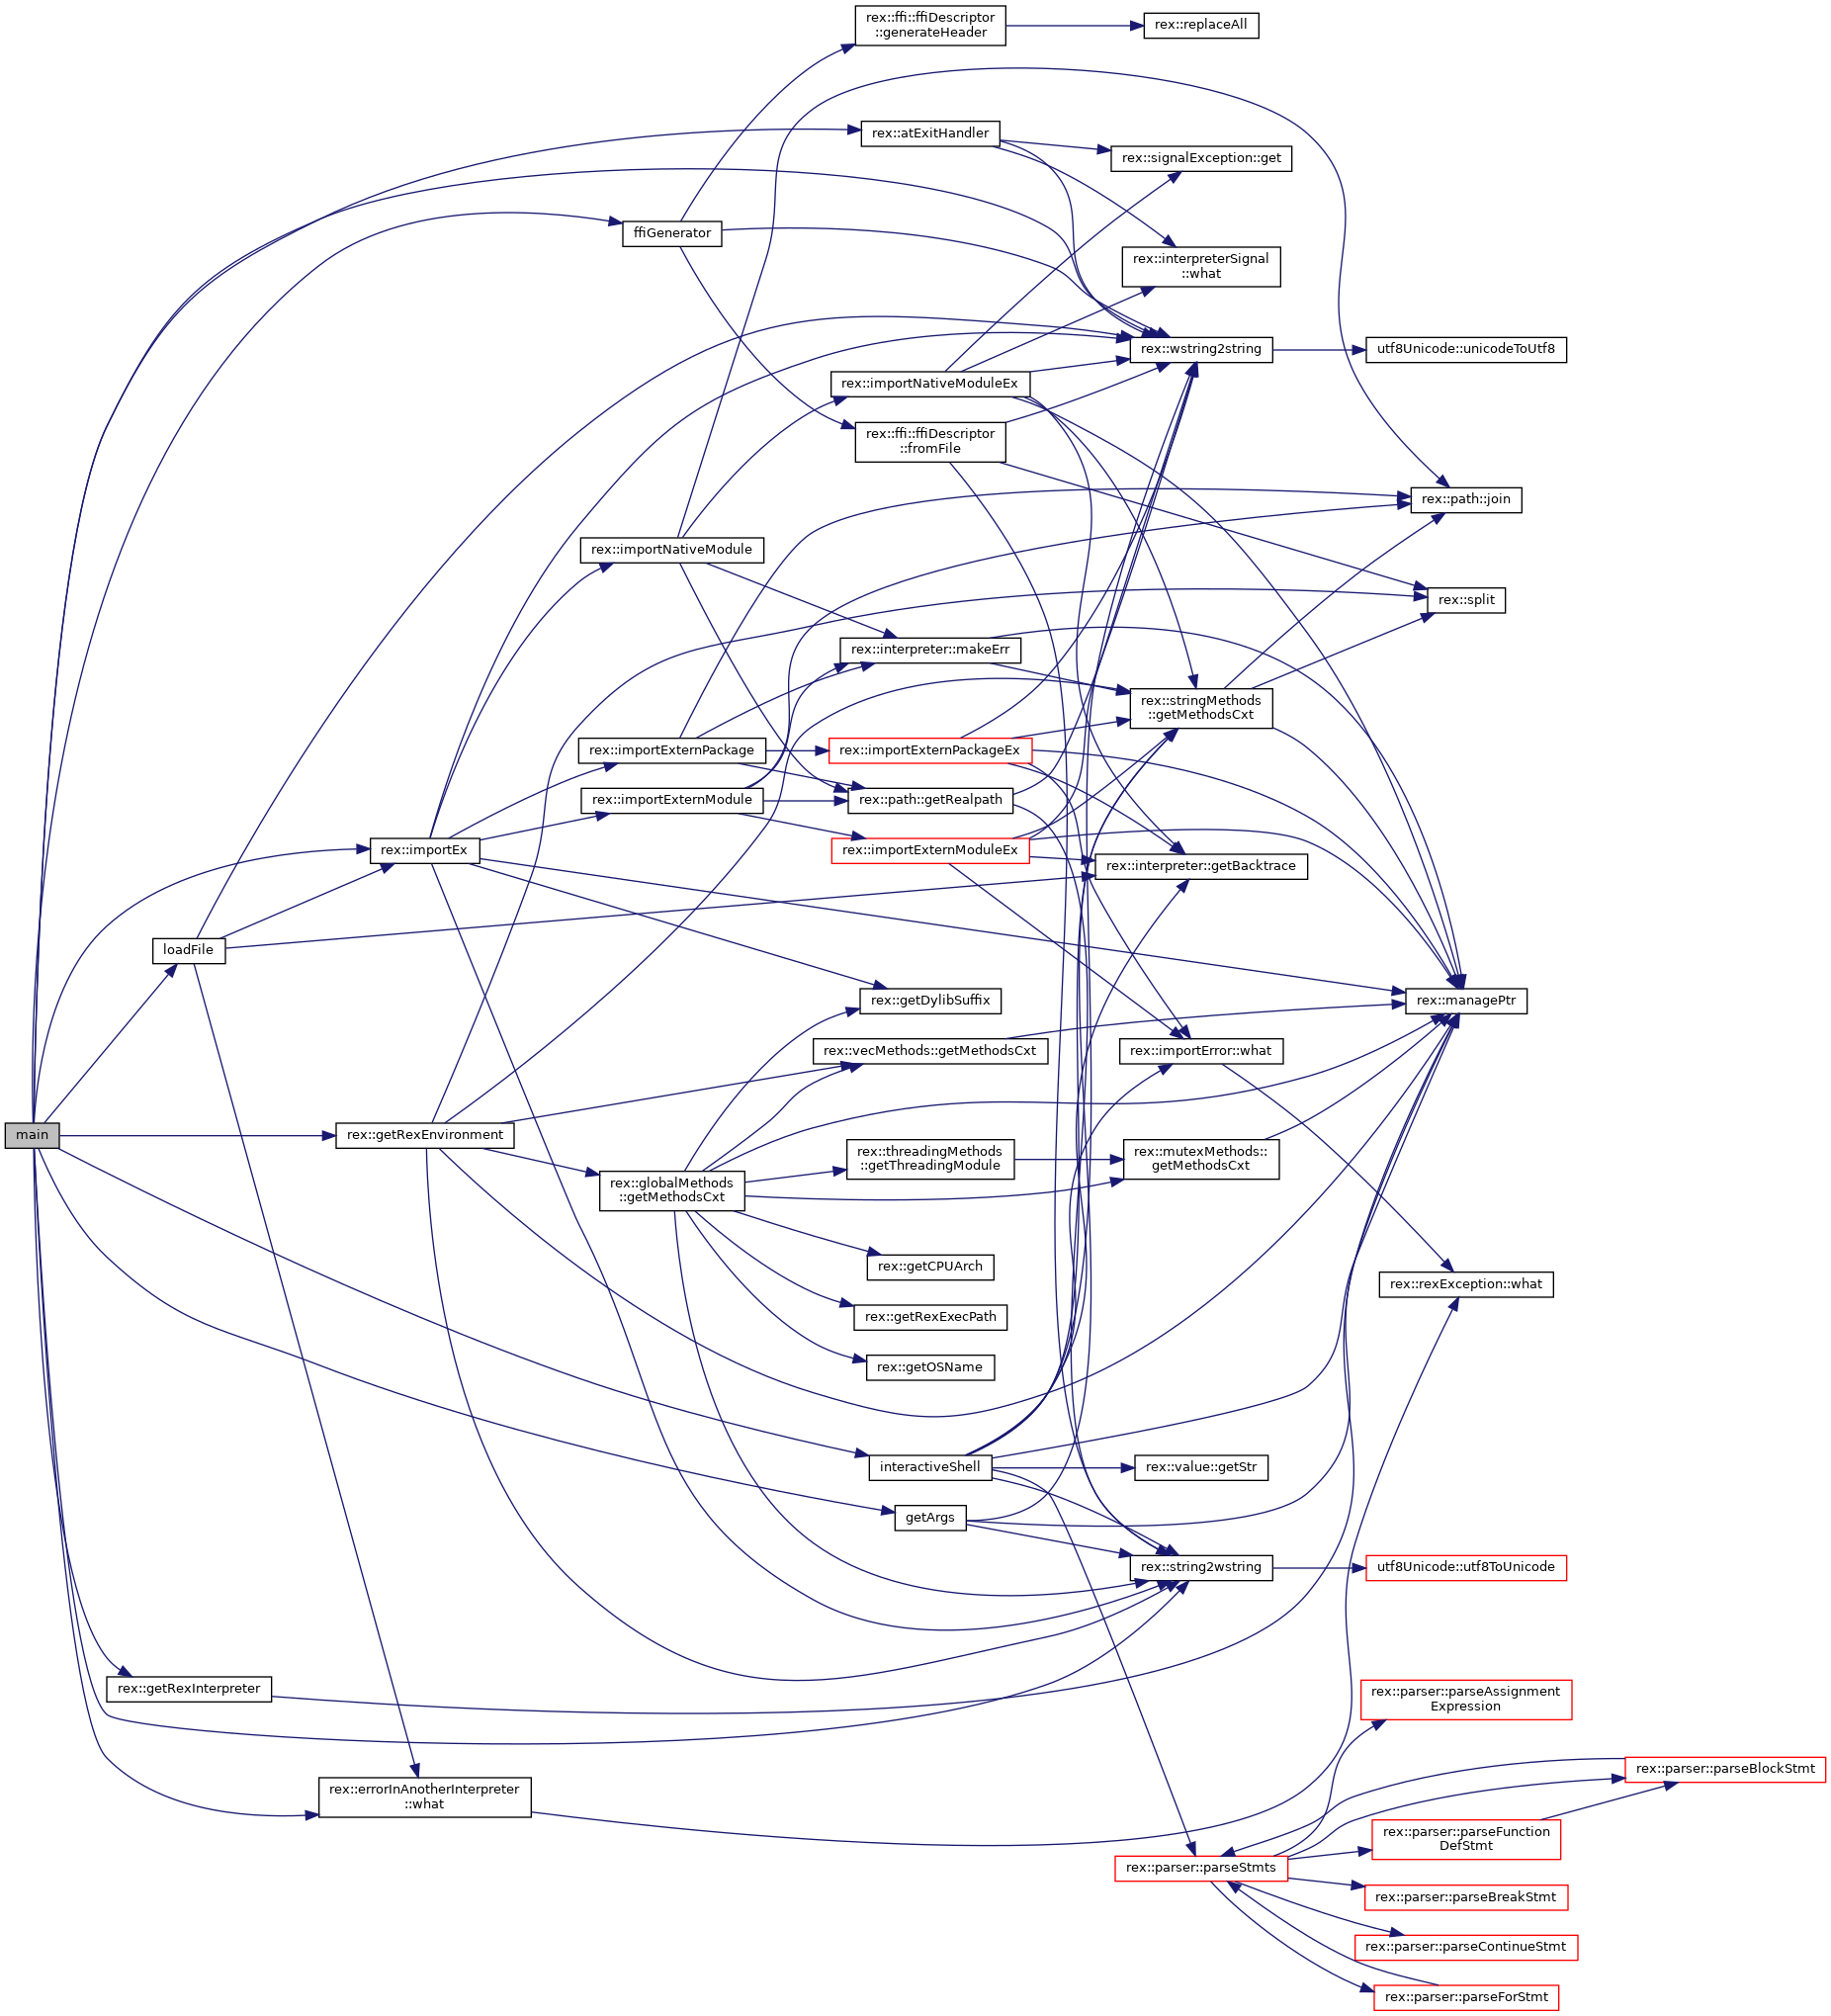 rex::ffi::ffiDescriptor
::generateHeader
rex::replaceAll
rex::atExitHandler
rex::signalException::get
ffiGenerator
rex::interpreterSignal
::what
rex::wstring2string
utf8Unicode::unicodeToUtf8
rex::importNativeModuleEx
rex::ffi::ffiDescriptor
::fromFile
rex::path::join
rex::importNativeModule
rex::split
rex::interpreter::makeErr
rex::stringMethods
::getMethodsCxt
rex::importExternPackage
rex::importExternPackageEx
rex::importExternModule
rex::path::getRealpath
rex::importEx
rex::importExternModuleEx
rex::interpreter::getBacktrace
loadFile
rex::getDylibSuffix
rex::managePtr
rex::vecMethods::getMethodsCxt
rex::importError::what
main
rex::getRexEnvironment
rex::threadingMethods
::getThreadingModule
rex::mutexMethods::
getMethodsCxt
rex::globalMethods
::getMethodsCxt
rex::getCPUArch
rex::rexException::what
rex::getRexExecPath
rex::getOSName
interactiveShell
rex::value::getStr
getArgs
rex::string2wstring
utf8Unicode::utf8ToUnicode
rex::getRexInterpreter
rex::parser::parseAssignment
Expression
rex::parser::parseBlockStmt
rex::errorInAnotherInterpreter
::what
rex::parser::parseFunction
DefStmt
rex::parser::parseStmts
rex::parser::parseBreakStmt
rex::parser::parseContinueStmt
rex::parser::parseForStmt